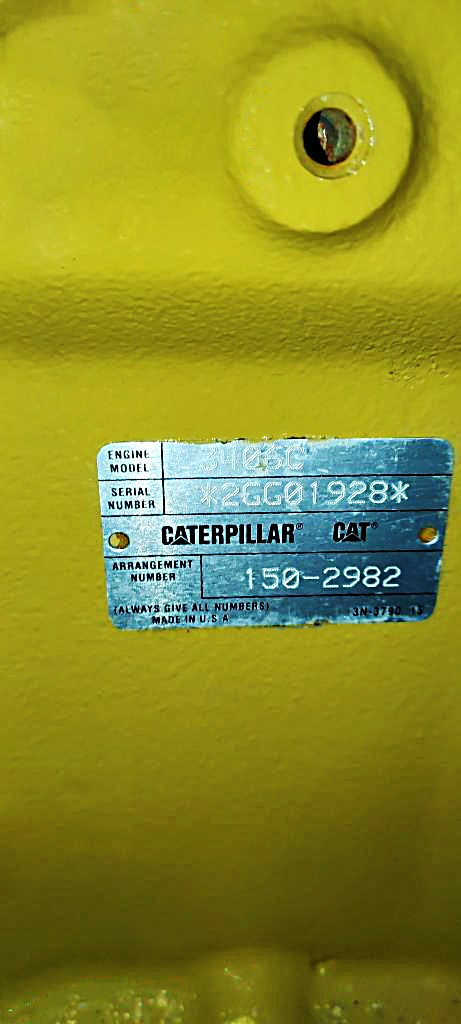 ENGINE MODEL 3406C
SERIAL NUMBER *2GG01928*
CATERPILLAR® CAT®
ARRANGEMENT NUMBER 150-2982
(ALWAYS GIVE ALL NUMBERS)
MADE IN U.S.A.